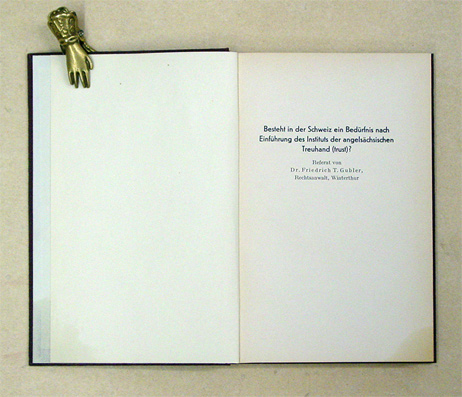 Besteht in der Schweiz ein Bedürfnis nach
Einführung des Instituts der angelsächsischen
Treuhand (trust)?
Referat von
Dr. Friedrich T. Gubler,
Rechtsanwalt, Winterthur